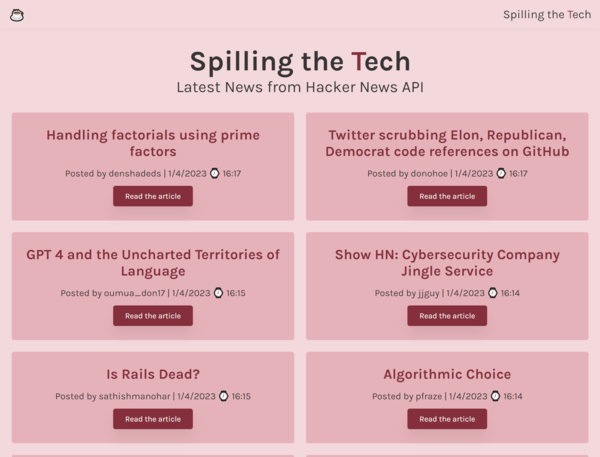 Spilling the Tech
Spilling the Tech
Latest News from Hacker News API
Handling factorials using prime
factors
Posted by denshadeds | 1/4/2023 ⌚ 16:17
Read the article
Twitter scrubbing Elon, Republican,
Democrat code references on GitHub
Posted by donohoe | 1/4/2023 ⌚ 16:17
Read the article
GPT 4 and the Uncharted Territories of
Language
Posted by oumua_don17 | 1/4/2023 ⌚ 16:15
Read the article
Show HN: Cybersecurity Company
Jingle Service
Posted by jjguy | 1/4/2023 ⌚ 16:14
Read the article
Is Rails Dead?
Posted by sathishmanohar | 1/4/2023 ⌚ 16:15
Read the article
Algorithmic Choice
Posted by pfraze | 1/4/2023 ⌚ 16:14
Read the article